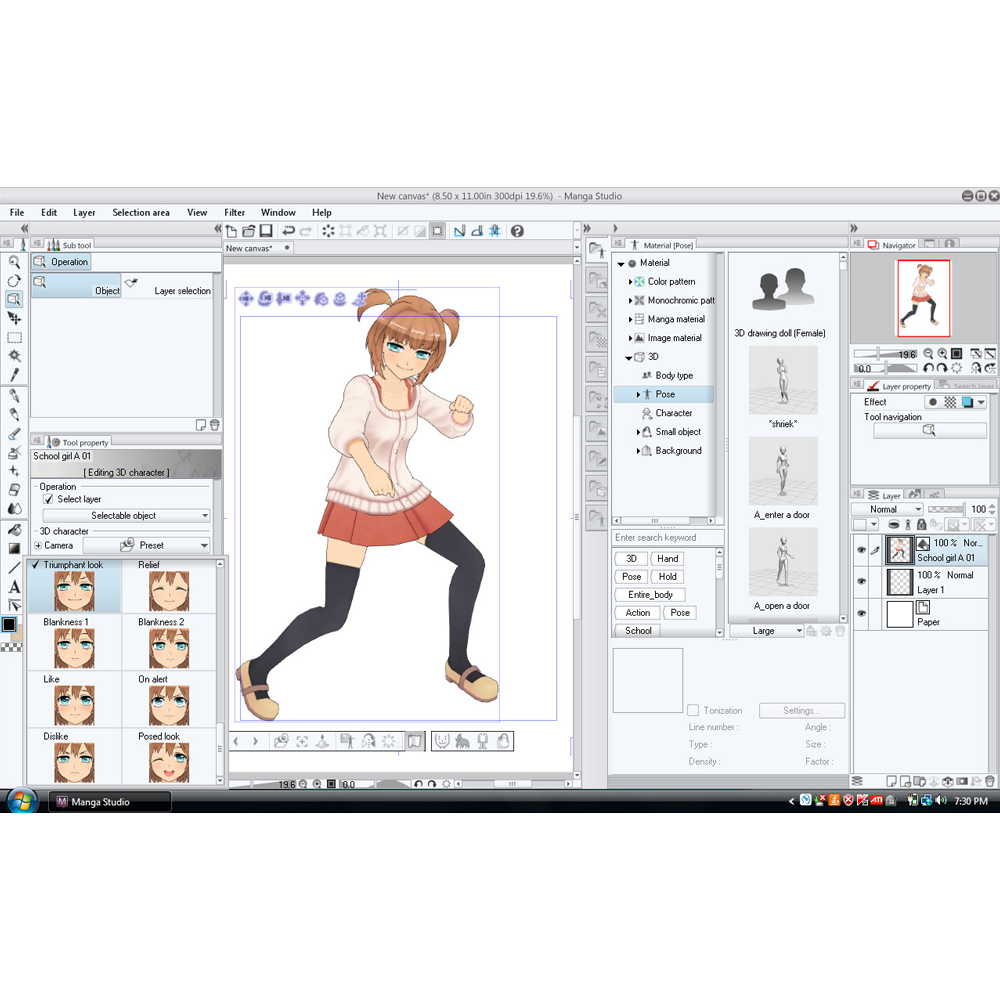 New canvas* (8.50 x 11.00in 300dpi 19.6%) - Manga Studio
File Edit Layer Selection area View Filter Window Help
Sub tool
Operation
Object
Layer selection
Tool property
School girl A 01
[ Editing 3D character ]
Operation
Select layer
Selectable object
3D character
Camera
Preset
Triumphant look
Relief
Blankness 1
Blankness 2
Like
On alert
Dislike
Posed look
New canvas*
19.6
0.0
Material [Pose]
Material
Color pattern
Monochromic patt
Manga material
Image material
3D
Body type
Pose
Character
Small object
Background
Enter search keyword
3D
Hand
Pose
Hold
Entire_body
Action
Pose
School
3D drawing doll (Female)
"shriek"
A_enter a door
A_open a door
Large
Tonization
Settings...
Line number :
Angle :
Type :
Size :
Density :
Factor :
Navigator
19.6
0.0
Layer property
Search layer
Effect
Tool navigation
Layer
Normal
100
100 % Nor...
School girl A 01
100 % Normal
Layer 1
Paper
Manga Studio
ATI
7:30 PM